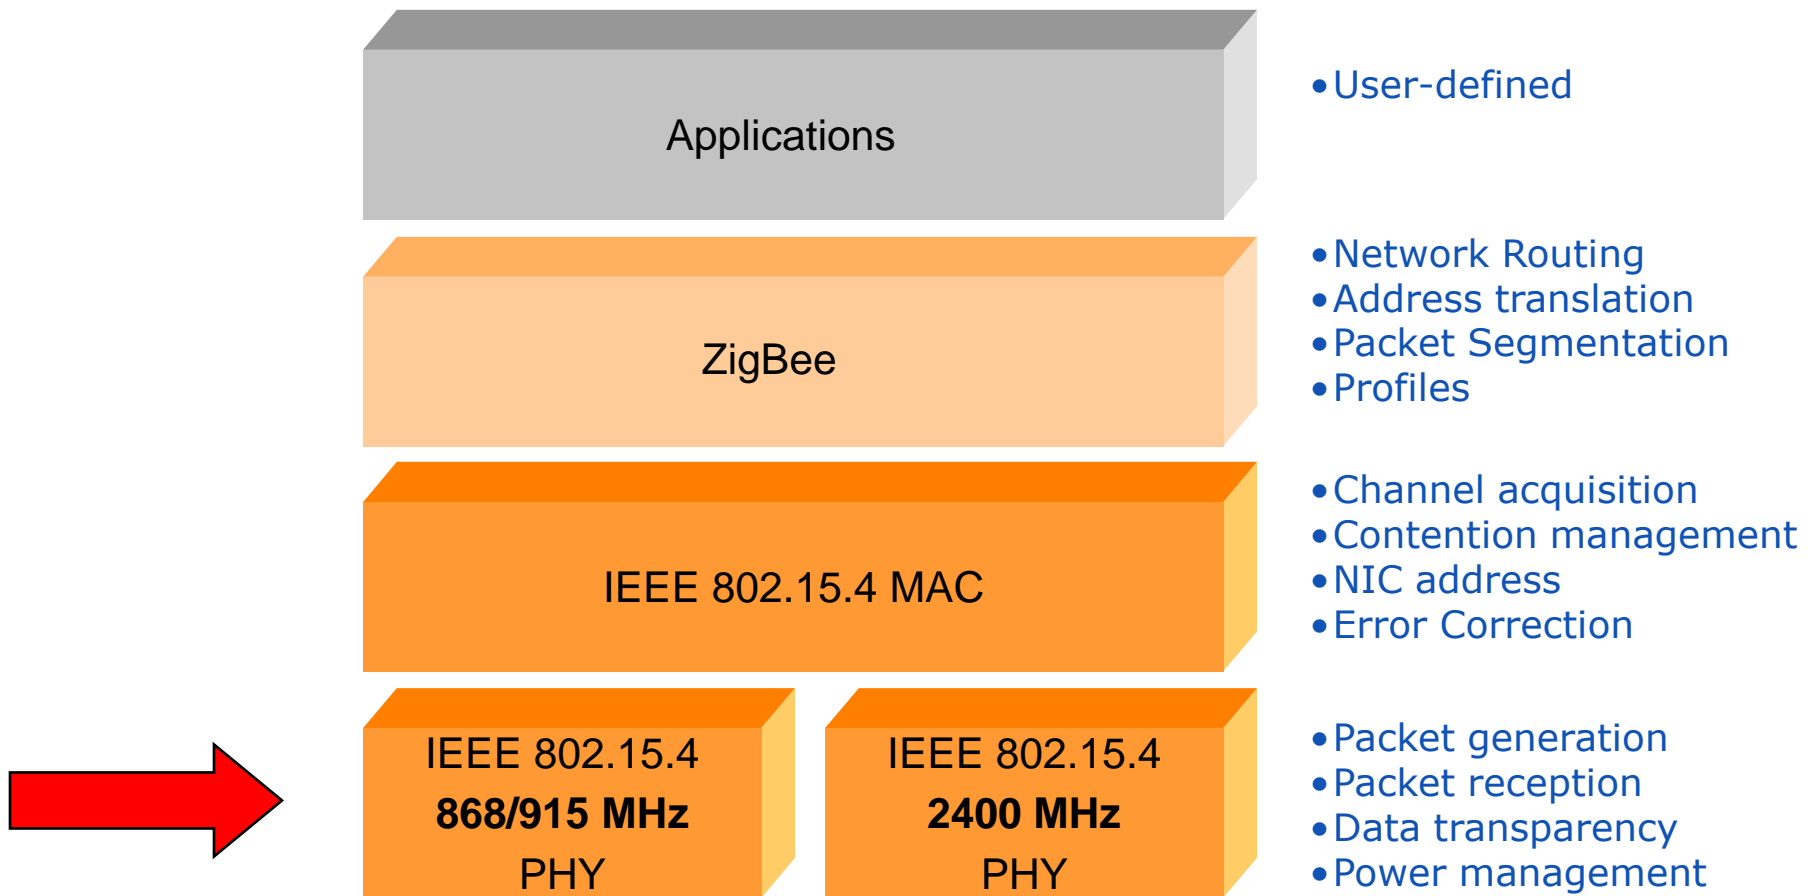 Applications
•User-defined
ZigBee
•Network Routing
•Address translation
•Packet Segmentation
•Profiles
IEEE 802.15.4 MAC
•Channel acquisition
•Contention management
•NIC address
•Error Correction
IEEE 802.15.4
868/915 MHz
PHY
IEEE 802.15.4
2400 MHz
PHY
•Packet generation
•Packet reception
•Data transparency
•Power management